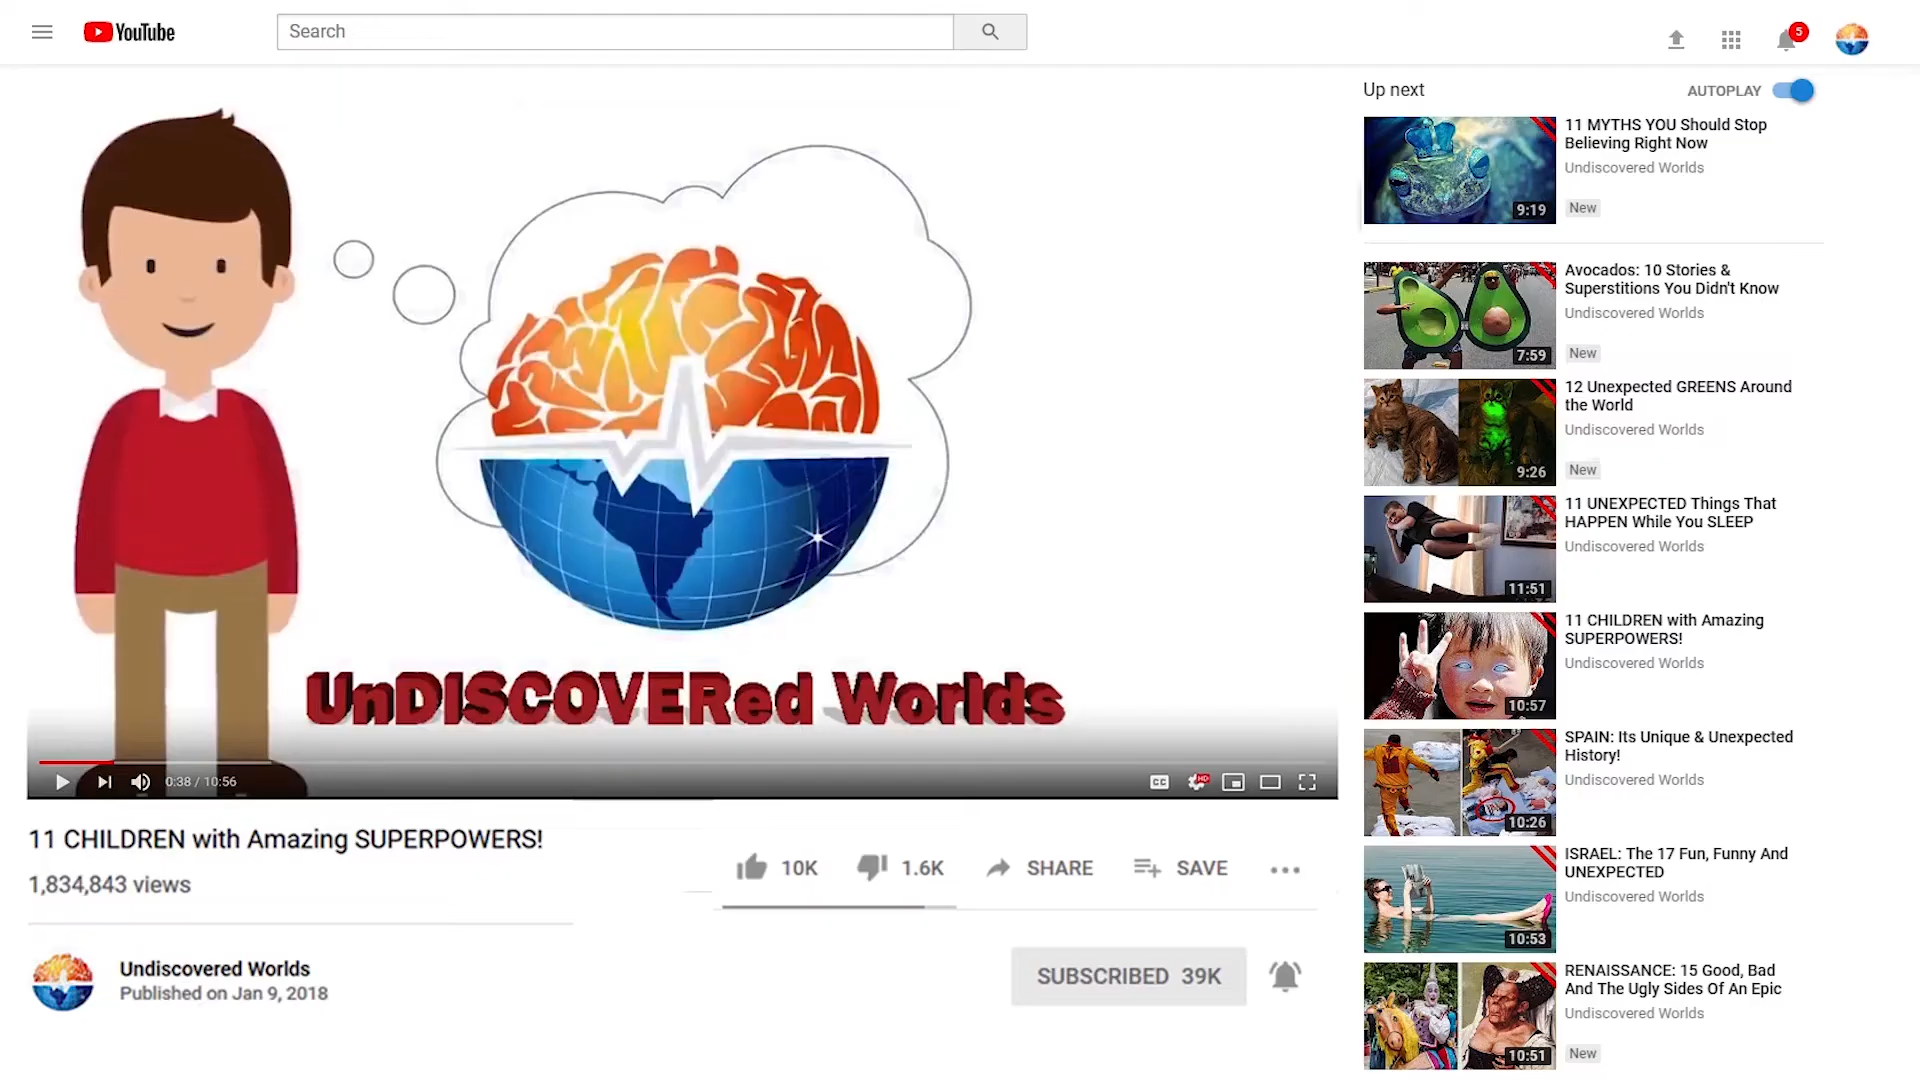 YouTube
Search
5
UnDISCOVERed Worlds
0:38 / 10:56
CC
HD
11 CHILDREN with Amazing SUPERPOWERS!
1,834,843 views
10K
1.6K
SHARE
SAVE
Undiscovered Worlds
Published on Jan 9, 2018
SUBSCRIBED 39K
Up next
AUTOPLAY
11 MYTHS YOU Should Stop
Believing Right Now
Undiscovered Worlds
New
9:19
Avocados: 10 Stories &
Superstitions You Didn't Know
Undiscovered Worlds
New
7:59
12 Unexpected GREENS Around
the World
Undiscovered Worlds
New
9:26
11 UNEXPECTED Things That
HAPPEN While You SLEEP
Undiscovered Worlds
11:51
11 CHILDREN with Amazing
SUPERPOWERS!
Undiscovered Worlds
10:57
SPAIN: Its Unique & Unexpected
History!
Undiscovered Worlds
10:26
ISRAEL: The 17 Fun, Funny And
UNEXPECTED
Undiscovered Worlds
10:53
RENAISSANCE: 15 Good, Bad
And The Ugly Sides Of An Epic
Undiscovered Worlds
New
10:51